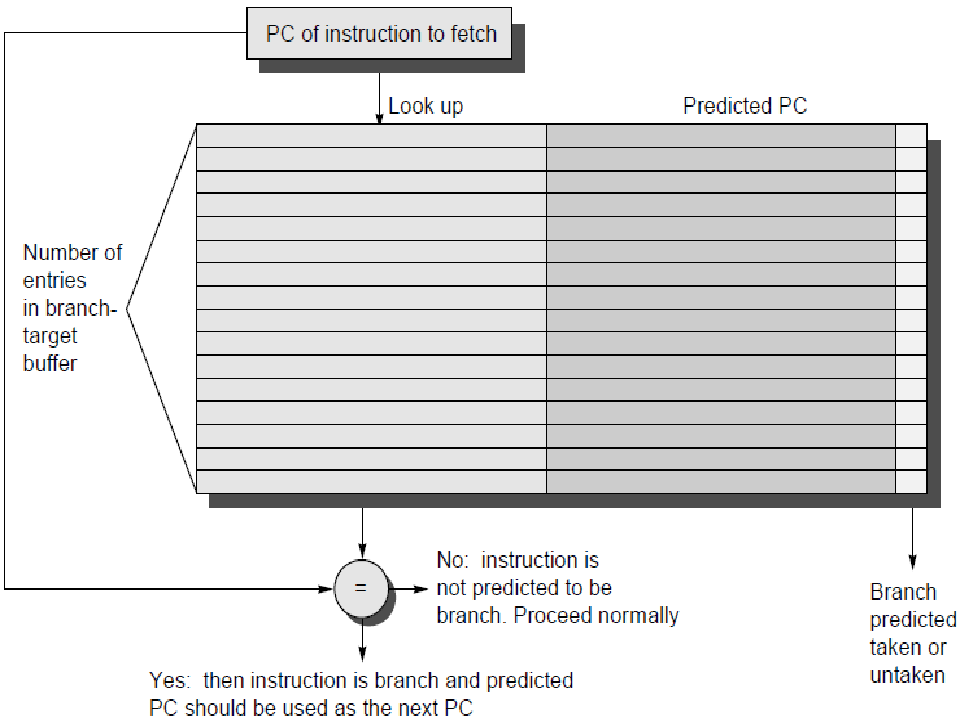 PC of instruction to fetch
Look up
Predicted PC
Number of
entries
in branch-
target
buffer
=
No: instruction is
not predicted to be
branch. Proceed normally
Branch
predicted
taken or
untaken
Yes: then instruction is branch and predicted
PC should be used as the next PC